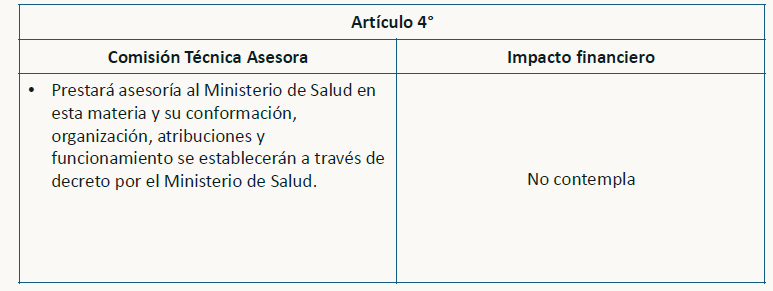 Artículo 4°
Comisión Técnica Asesora
Impacto financiero
• Prestará asesoría al Ministerio de Salud en
esta materia y su conformación,
organización, atribuciones y
funcionamiento se establecerán a través de
decreto por el Ministerio de Salud.
No contempla